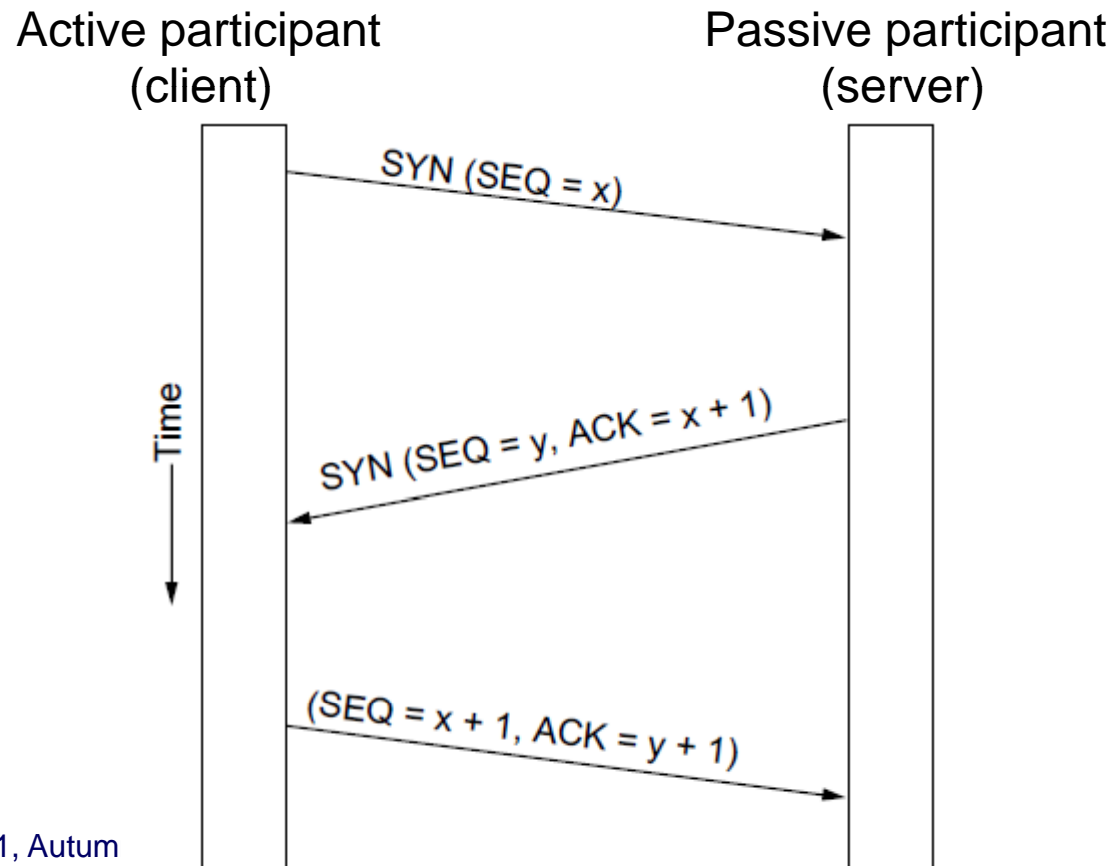 Active participant
(client)
Passive participant
(server)
SYN (SEQ = x)
SYN (SEQ = y, ACK = x + 1)
Time
(SEQ = x + 1, ACK = y + 1)
1, Autum